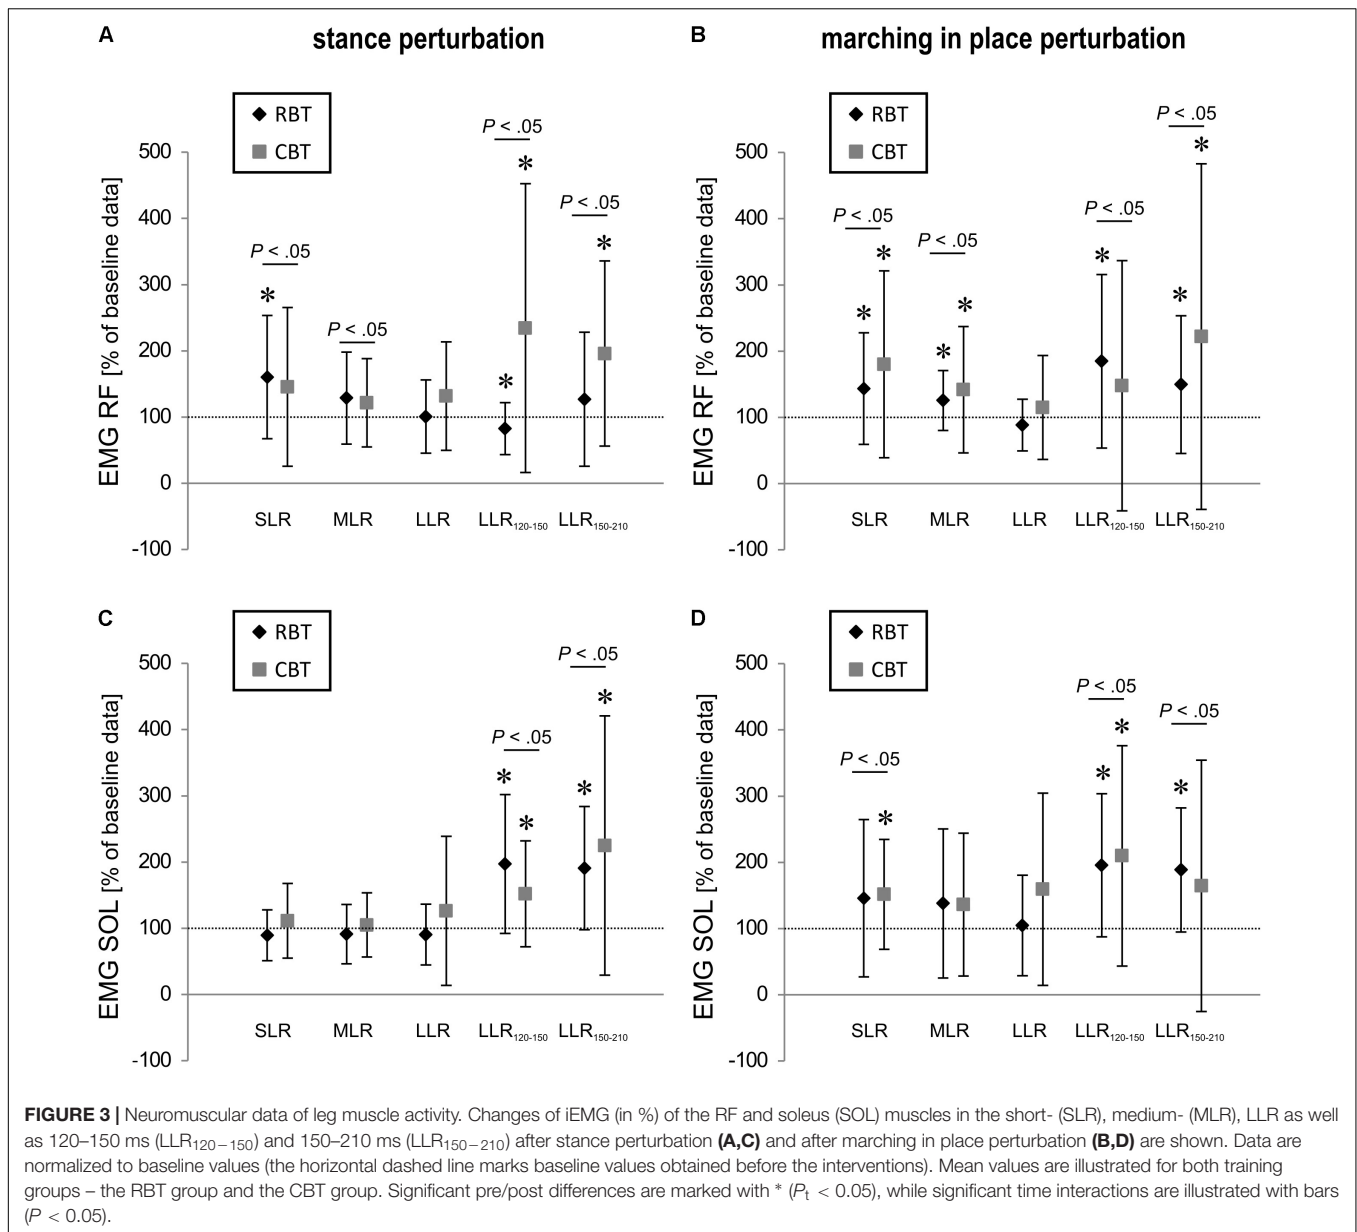 A
stance perturbation
RBT
CBT
EMG RF [% of baseline data]
500
400
300
200
100
0
-100
P < .05
*
P < .05
P < .05
*
*
P < .05
*
SLR MLR LLR LLR120-150 LLR150-210
B
marching in place perturbation
RBT
CBT
EMG RF [% of baseline data]
500
400
300
200
100
0
-100
P < .05
*
*
P < .05
*
*
P < .05
*
P < .05
*
*
SLR MLR LLR LLR120-150 LLR150-210
C
RBT
CBT
EMG SOL [% of baseline data]
500
400
300
200
100
0
-100
P < .05
*
*
P < .05
*
*
SLR MLR LLR LLR120-150 LLR150-210
D
RBT
CBT
EMG SOL [% of baseline data]
500
400
300
200
100
0
-100
P < .05
*
P < .05
*
*
P < .05
*
SLR MLR LLR LLR120-150 LLR150-210
FIGURE 3 | Neuromuscular data of leg muscle activity. Changes of iEMG (in %) of the RF and soleus (SOL) muscles in the short- (SLR), medium- (MLR), LLR as well
as 120–150 ms (LLR120−150) and 150–210 ms (LLR150−210) after stance perturbation (A,C) and after marching in place perturbation (B,D) are shown. Data are
normalized to baseline values (the horizontal dashed line marks baseline values obtained before the interventions). Mean values are illustrated for both training
groups – the RBT group and the CBT group. Significant pre/post differences are marked with * (Pt < 0.05), while significant time interactions are illustrated with bars
(P < 0.05).